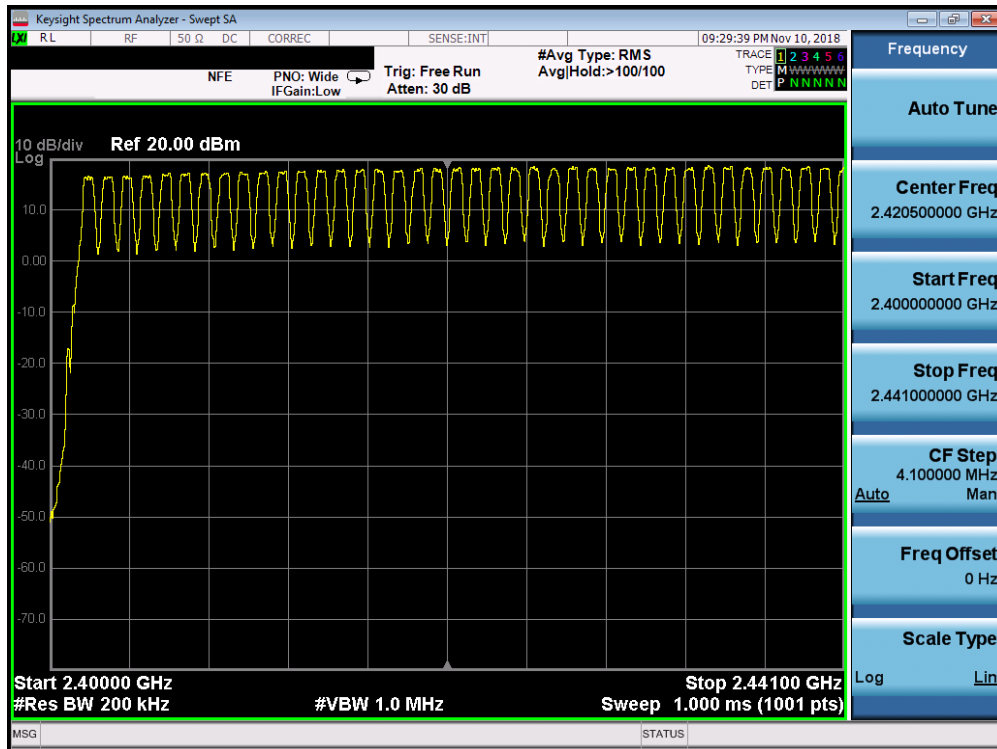 Keysight Spectrum Analyzer - Swept SA
LXI RL RF 50 Ω DC CORREC SENSE:INT 09:29:39 PM Nov 10, 2018
NFE PNO: Wide Trig: Free Run #Avg Type: RMS TRACE 1 2 3 4 5 6
IFGain:Low Atten: 30 dB Avg|Hold:>100/100 TYPE M WWWWW
DET P N N N N N
10 dB/div Ref 20.00 dBm
Log
10.0
0.00
-10.0
-20.0
-30.0
-40.0
-50.0
-60.0
-70.0
Start 2.40000 GHz Stop 2.44100 GHz
#Res BW 200 kHz #VBW 1.0 MHz Sweep 1.000 ms (1001 pts)
MSG STATUS
Frequency
Auto Tune
Center Freq
2.420500000 GHz
Start Freq
2.400000000 GHz
Stop Freq
2.441000000 GHz
CF Step
4.100000 MHz
Auto Man
Freq Offset
0 Hz
Scale Type
Log Lin